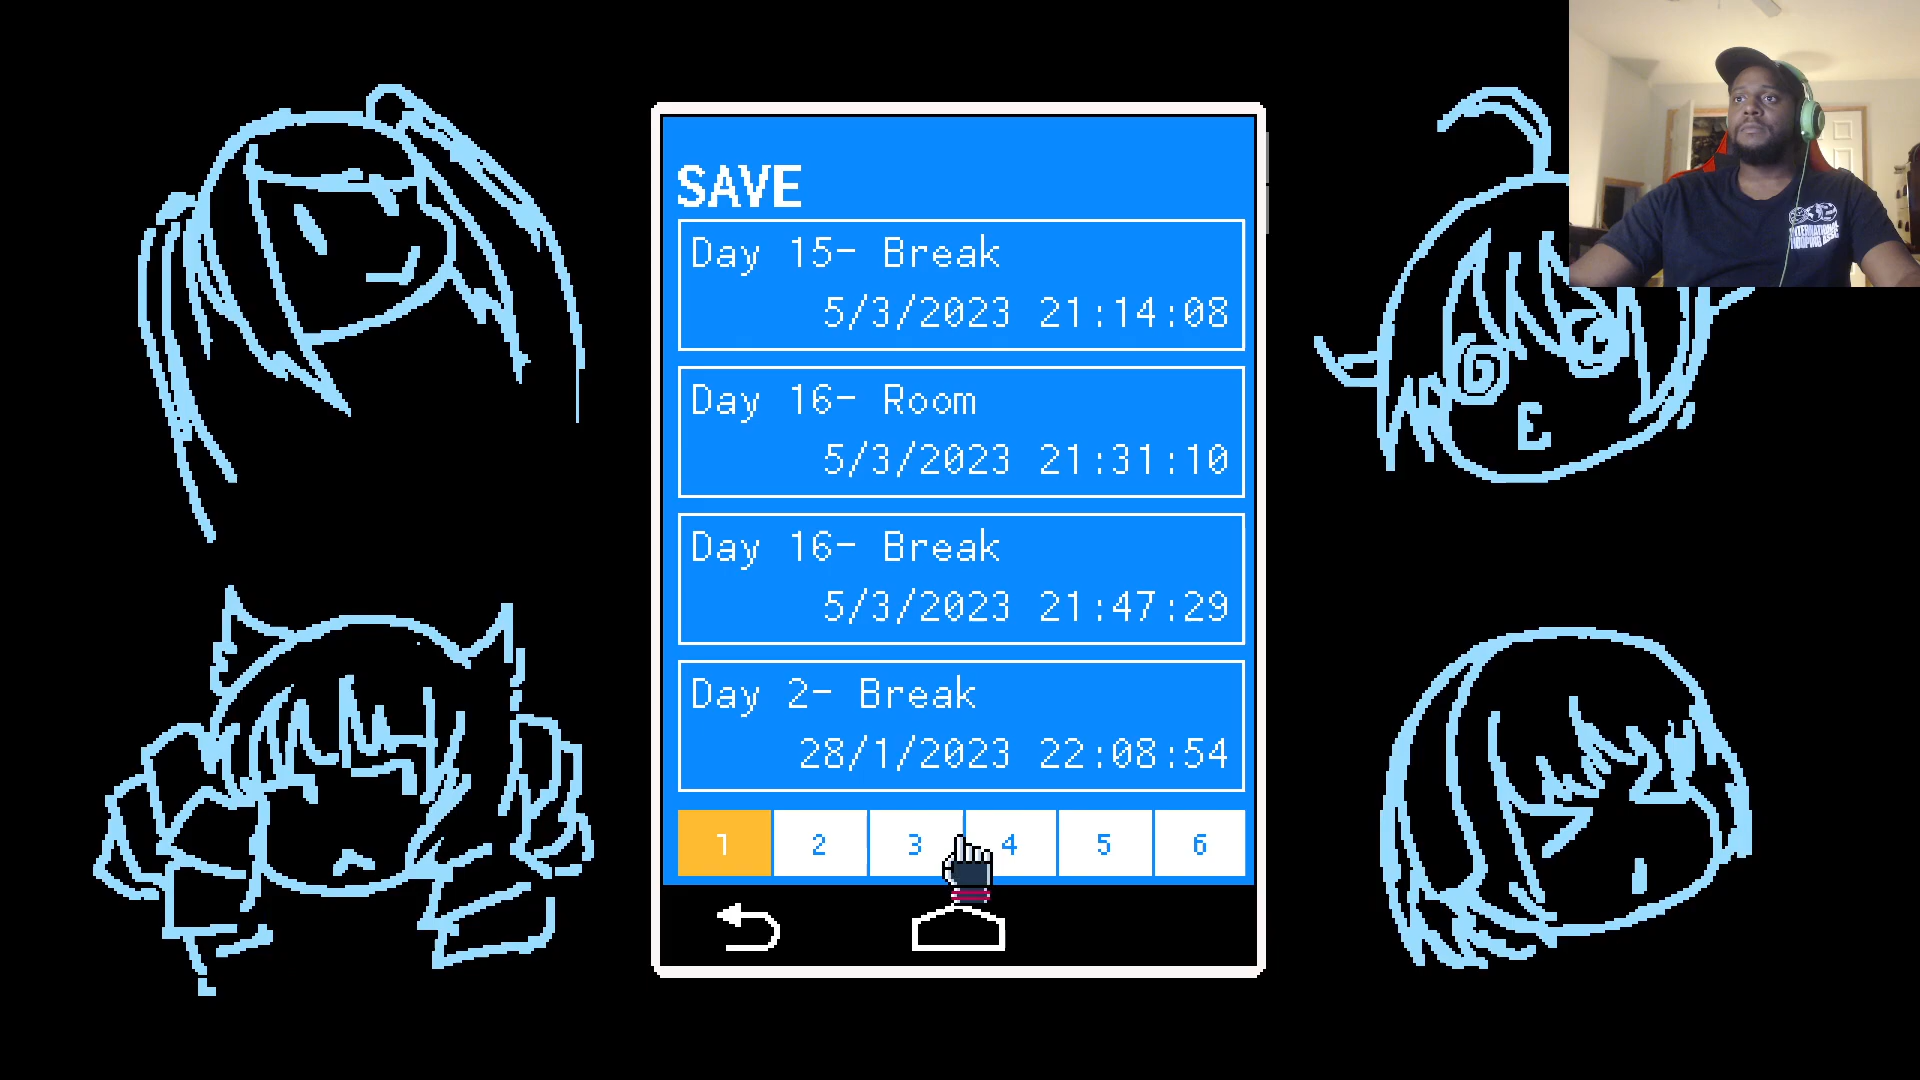 SAVE
Day 15- Break
5/3/2023 21:14:08
Day 16- Room
5/3/2023 21:31:10
Day 16- Break
5/3/2023 21:47:29
Day 2- Break
28/1/2023 22:08:54
1 2 3 4 5 6